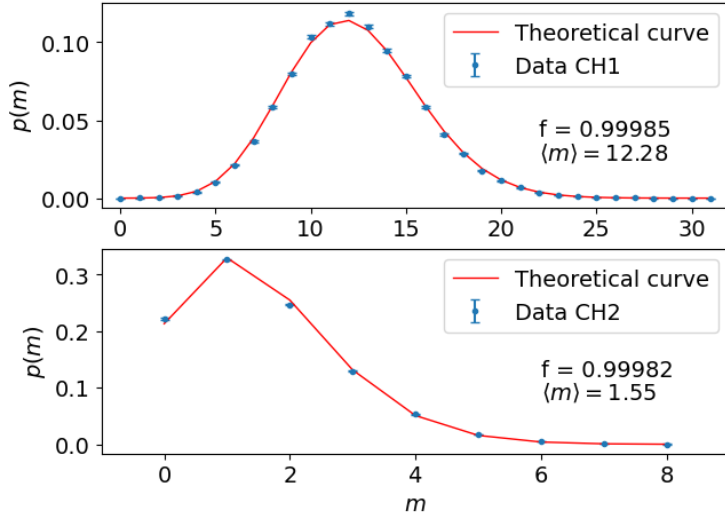 p(m)
0.10
0.05
0.00
Theoretical curve
Data CH1
f = 0.99985
⟨m⟩ = 12.28
0 5 10 15 20 25 30
p(m)
0.3
0.2
0.1
0.0
Theoretical curve
Data CH2
f = 0.99982
⟨m⟩ = 1.55
0 2 4 6 8
m